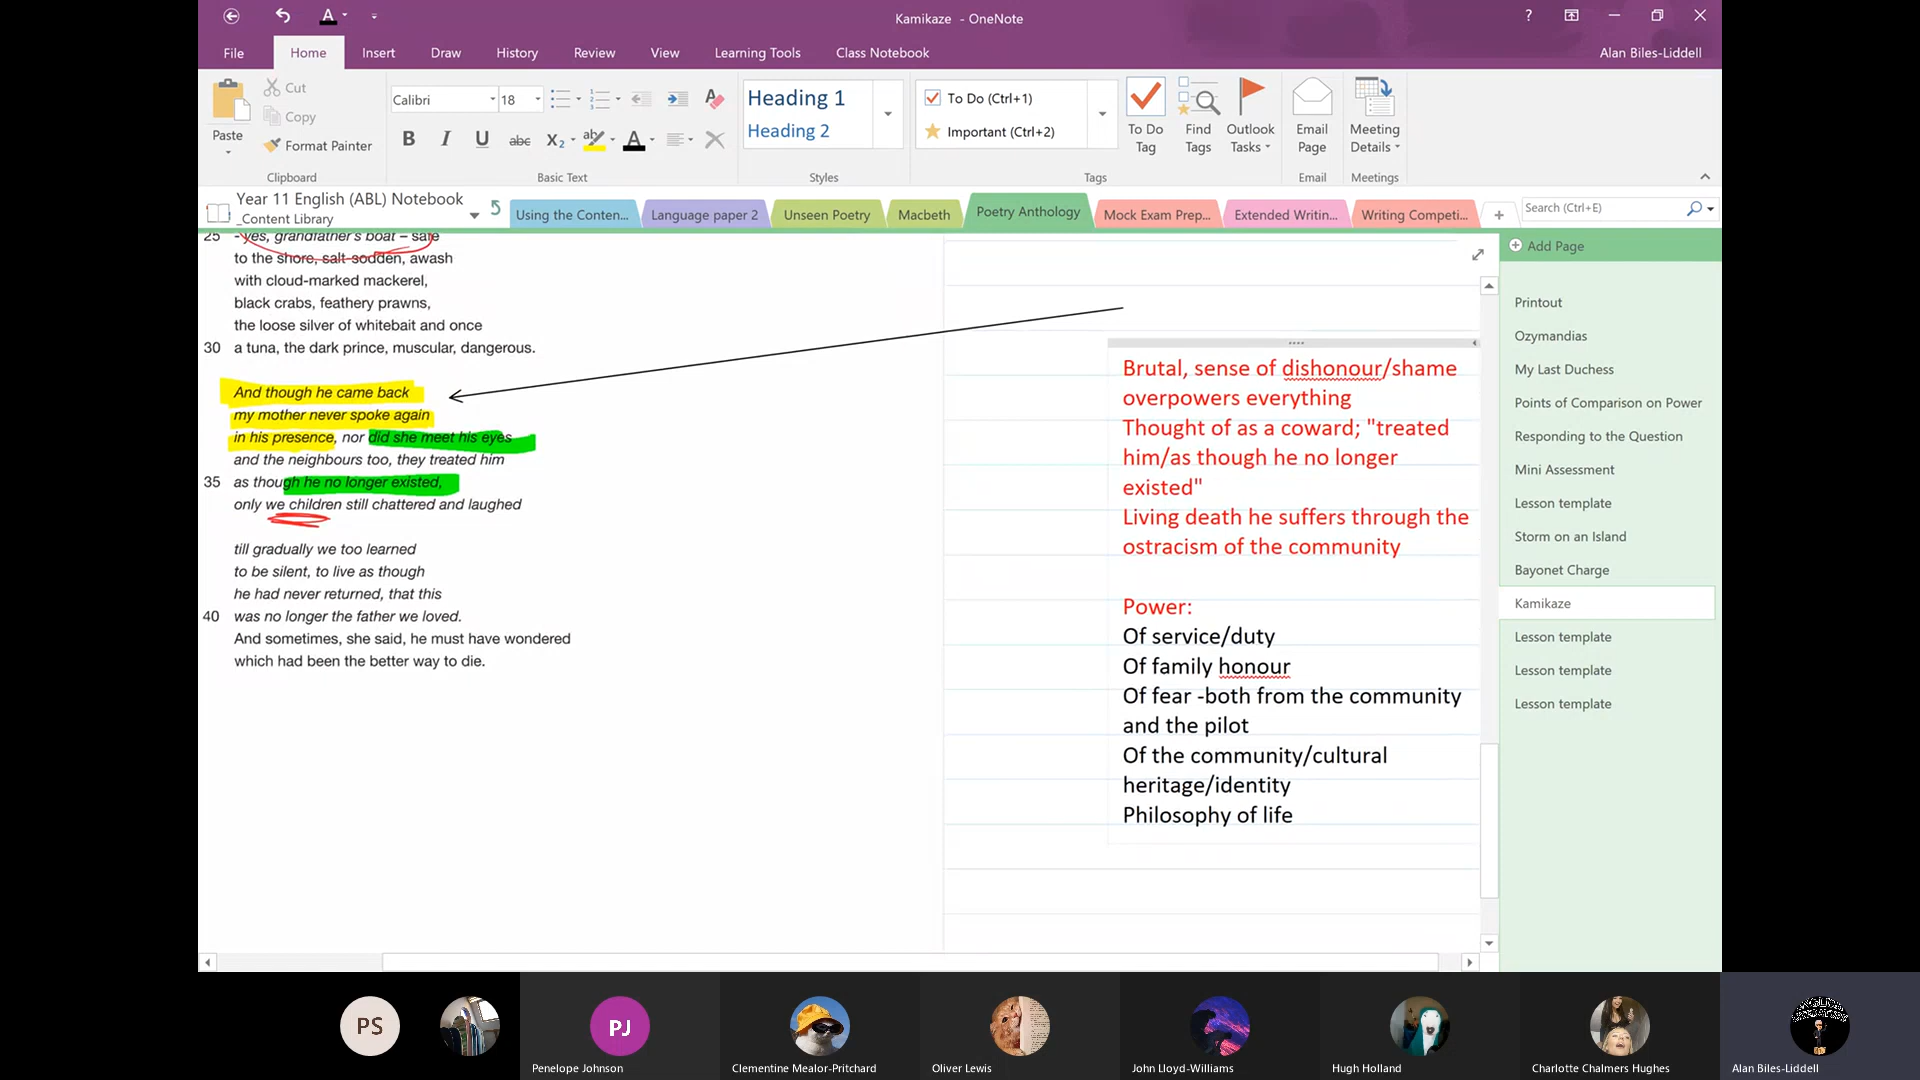 Kamikaze - OneNote
?
File Home Insert Draw History Review View Learning Tools Class Notebook
Alan Biles-Liddell
Paste
Cut
Copy
Format Painter
Clipboard
Calibri 18
B I U abc X₂ A
Basic Text
Heading 1
Heading 2
Styles
To Do (Ctrl+1)
Important (Ctrl+2)
To Do
Tag
Find
Tags
Outlook
Tasks
Tags
Email
Page
Email
Meeting
Details
Meetings
Year 11 English (ABL) Notebook
_Content Library
Using the Conten...
Language paper 2
Unseen Poetry
Macbeth
Poetry Anthology
Mock Exam Prep...
Extended Writin...
Writing Competi...
Search (Ctrl+E)
25 - yes, grandfather's boat – safe
to the shore, salt-sodden, awash
with cloud-marked mackerel,
black crabs, feathery prawns,
the loose silver of whitebait and once
30 a tuna, the dark prince, muscular, dangerous.
And though he came back
my mother never spoke again
in his presence, nor did she meet his eyes
and the neighbours too, they treated him
35 as though he no longer existed,
only we children still chattered and laughed
till gradually we too learned
to be silent, to live as though
he had never returned, that this
40 was no longer the father we loved.
And sometimes, she said, he must have wondered
which had been the better way to die.
Brutal, sense of dishonour/shame
overpowers everything
Thought of as a coward; "treated
him/as though he no longer
existed"
Living death he suffers through the
ostracism of the community
Power:
Of service/duty
Of family honour
Of fear -both from the community
and the pilot
Of the community/cultural
heritage/identity
Philosophy of life
Add Page
Printout
Ozymandias
My Last Duchess
Points of Comparison on Power
Responding to the Question
Mini Assessment
Lesson template
Storm on an Island
Bayonet Charge
Kamikaze
Lesson template
Lesson template
Lesson template
PS
PJ
Penelope Johnson
Clementine Mealor-Pritchard
Oliver Lewis
John Lloyd-Williams
Hugh Holland
Charlotte Chalmers Hughes
Alan Biles-Liddell